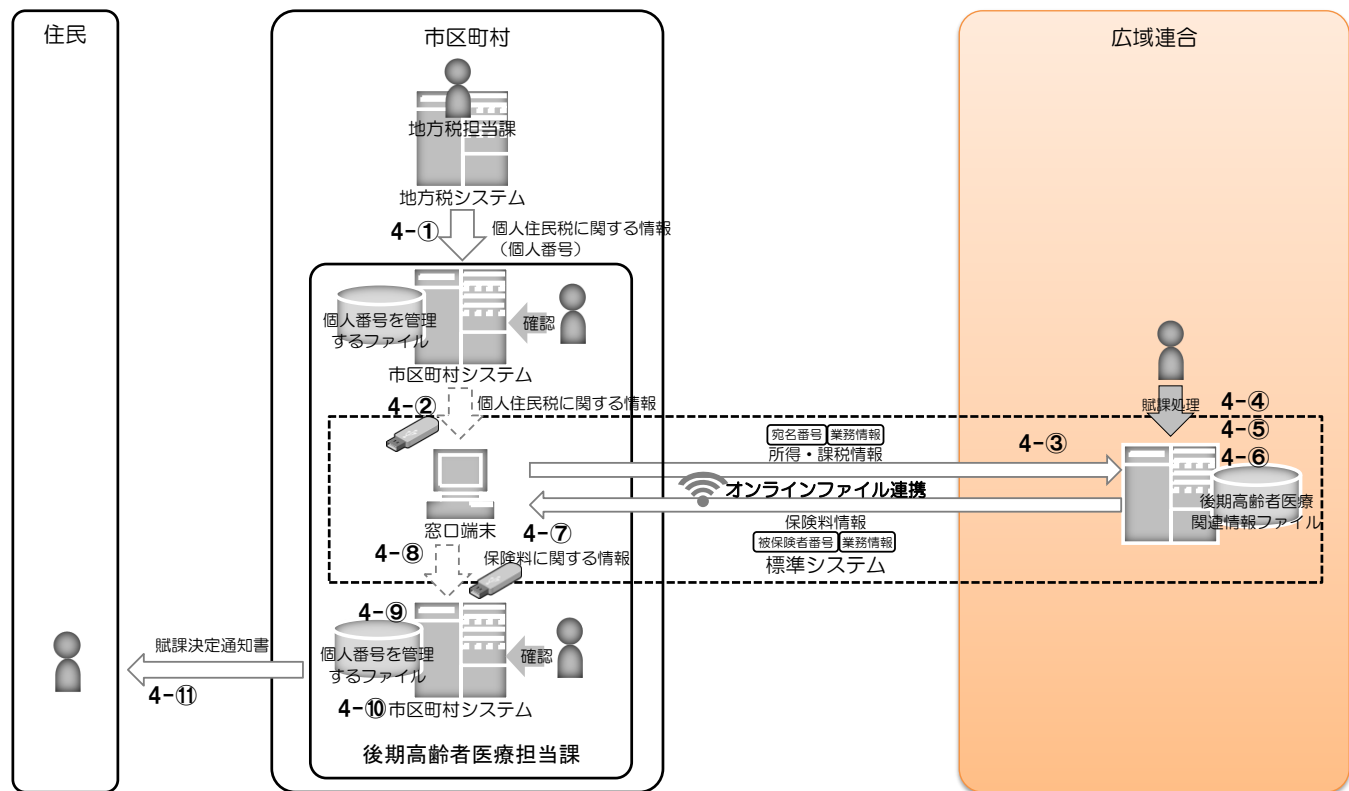 住民
市区町村
広域連合
地方税担当課
地方税システム
4-①
個人住民税に関する情報
（個人番号）
個人番号を管理
するファイル
確認
市区町村システム
4-②
個人住民税に関する情報
賦課処理
4-④
4-⑤
4-⑥
宛名番号 業務情報
4-③
所得・課税情報
オンラインファイル連携
後期高齢者医療
関連情報ファイル
窓口端末
4-⑦
保険料情報
被保険者番号 業務情報
標準システム
4-⑧
保険料に関する情報
4-⑨
個人番号を管理
するファイル
確認
賦課決定通知書
4-⑪
4-⑩
市区町村システム
後期高齢者医療担当課